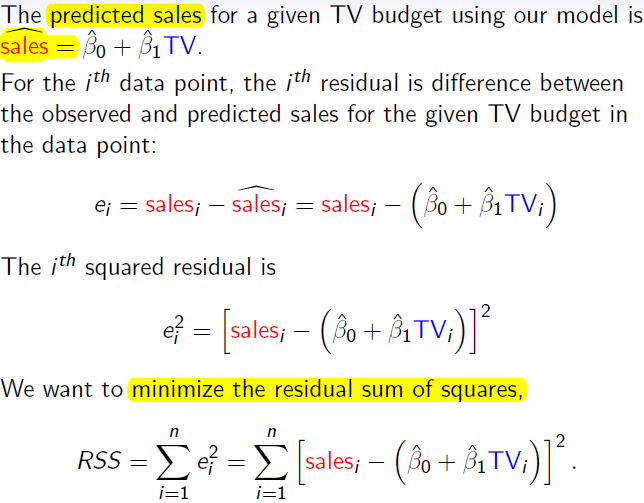 The predicted sales for a given TV budget using our model is
$\widehat{\text{sales}} = \hat{\beta}_0 + \hat{\beta}_1 \text{TV}.$
For the $i^{th}$ data point, the $i^{th}$ residual is difference between
the observed and predicted sales for the given TV budget in
the data point:
$e_i = \text{sales}_i - \widehat{\text{sales}}_i = \text{sales}_i - \left(\hat{\beta}_0 + \hat{\beta}_1 \text{TV}_i\right)$
The $i^{th}$ squared residual is
$e_i^2 = \left[\text{sales}_i - \left(\hat{\beta}_0 + \hat{\beta}_1 \text{TV}_i\right)\right]^2$
We want to minimize the residual sum of squares,
$RSS = \sum_{i=1}^{n} e_i^2 = \sum_{i=1}^{n} \left[\text{sales}_i - \left(\hat{\beta}_0 + \hat{\beta}_1 \text{TV}_i\right)\right]^2.$